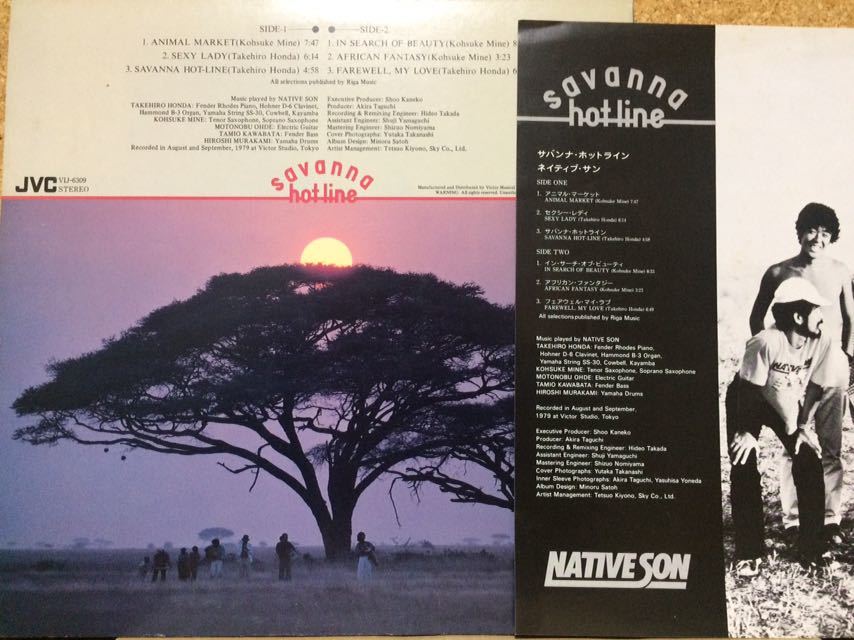 SIDE-1
1. ANIMAL MARKET(Kohsuke Mine) 7:47
2. SEXY LADY(Takehiro Honda) 6:14
3. SAVANNA HOT-LINE(Takehiro Honda) 4:58
SIDE-2
1. IN SEARCH OF BEAUTY(Kohsuke Mine) 8
2. AFRICAN FANTASY(Kohsuke Mine) 3:23
3. FAREWELL, MY LOVE(Takehiro Honda) 6
All selections published by Riga Music
Music played by NATIVE SON
TAKEHIRO HONDA: Fender Rhodes Piano, Hohner D-6 Clavinet,
Hammond B-3 Organ, Yamaha String SS-30, Cowbell, Kayamba
KOHSUKE MINE: Tenor Saxophone, Soprano Saxophone
MOTONOBU OHDE: Electric Guitar
TAMIO KAWABATA: Fender Bass
HIROSHI MURAKAMI: Yamaha Drums
Recorded in August and September, 1979 at Victor Studio, Tokyo
Executive Producer: Shoo Kaneko
Producer: Akira Taguchi
Recording & Remixing Engineer: Hideo Takada
Assistant Engineer: Shuji Yamaguchi
Mastering Engineer: Shizuo Nomiyama
Cover Photographs: Yutaka Takanashi
Album Design: Minoru Satoh
Artist Management: Tetsuo Kiyono, Sky Co., Ltd.
JVC VIJ-6309
STEREO
savanna
hot-line
Manufactured and Distributed by Victor Musical
WARNING: All rights reserved.
savanna
hot-line
サバンナ・ホットライン
ネイティブ・サン
SIDE ONE
1. アニマル・マーケット
ANIMAL MARKET (Kohsuke Mine) 7:47
2. セクシー・レディ
SEXY LADY (Takehiro Honda) 6:14
3. サバンナ・ホットライン
SAVANNA HOT-LINE (Takehiro Honda) 4:58
SIDE TWO
1. イン・サーチ・オブ・ビューティ
IN SEARCH OF BEAUTY (Kohsuke Mine) 8:33
2. アフリカン・ファンタジー
AFRICAN FANTASY (Kohsuke Mine) 3:23
3. フェアウェル・マイ・ラブ
FAREWELL, MY LOVE (Takehiro Honda) 6:49
All selections published by Riga Music
Music played by NATIVE SON
TAKEHIRO HONDA: Fender Rhodes Piano,
Hohner D-6 Clavinet, Hammond B-3 Organ,
Yamaha String SS-30, Cowbell, Kayamba
KOHSUKE MINE: Tenor Saxophone, Soprano Saxophone
MOTONOBU OHDE: Electric Guitar
TAMIO KAWABATA: Fender Bass
HIROSHI MURAKAMI: Yamaha Drums
Recorded in August and September,
1979 at Victor Studio, Tokyo
Executive Producer: Shoo Kaneko
Producer: Akira Taguchi
Recording & Remixing Engineer: Hideo Takada
Assistant Engineer: Shuji Yamaguchi
Mastering Engineer: Shizuo Nomiyama
Cover Photographs: Yutaka Takanashi
Inner Sleeve Photographs: Akira Taguchi, Yasuhisa Yoneda
Album Design: Minoru Satoh
Artist Management: Tetsuo Kiyono, Sky Co., Ltd.
NATIVE SON